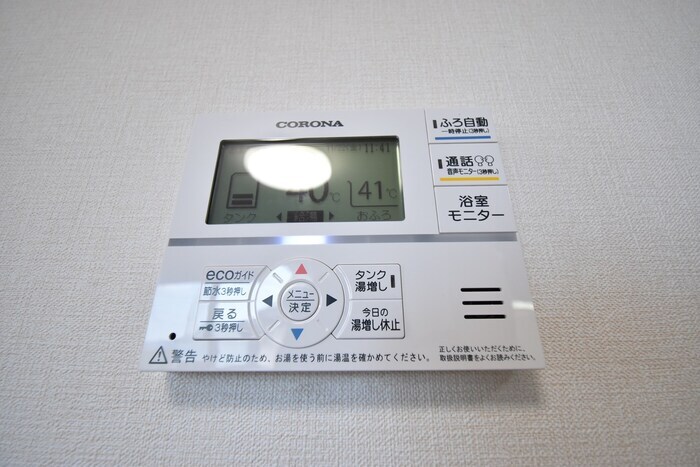 CORONA
11:41
40℃
41℃
タンク
おふろ
ふろ自動
一時停止(3秒押し)
通話
音声モニター(3秒押し)
浴室
モニター
ecoガイド
節水3秒押し
戻る
3秒押し
メニュー
決定
タンク
湯増し
今日の
湯増し休止
警告 やけど防止のため、お湯を使う前に湯温を確かめてください。
正しくお使いいただくために、
取扱説明書をよくお読みください。